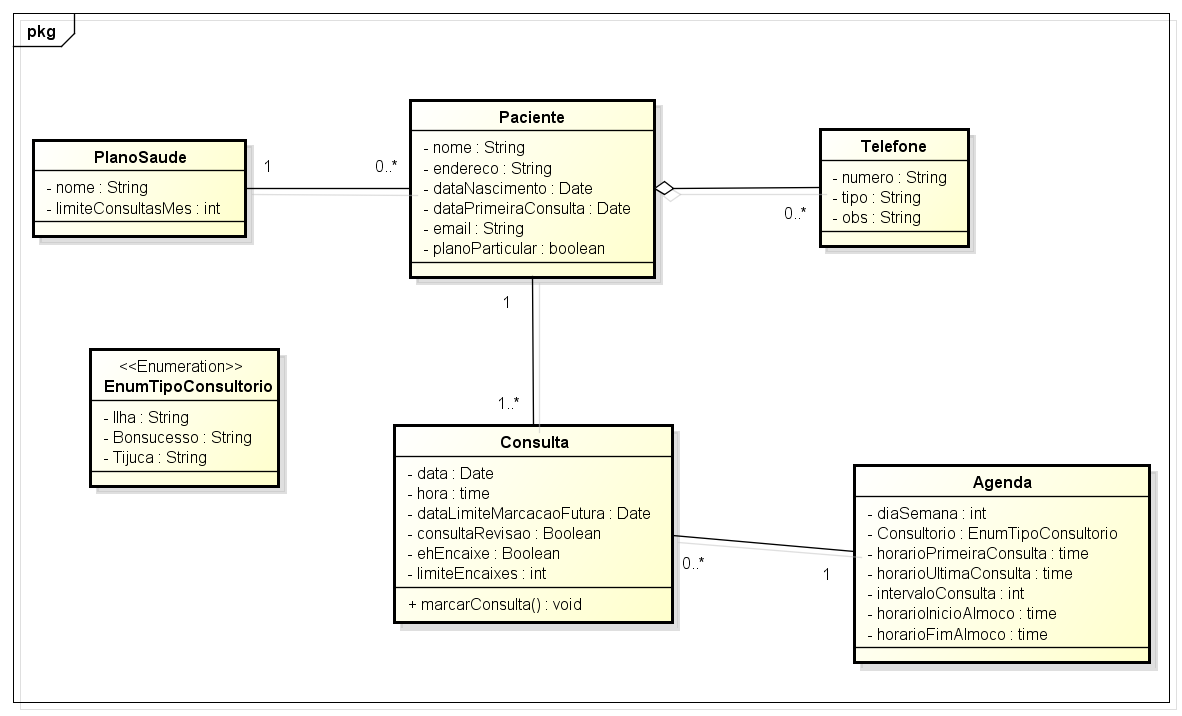 pkg
PlanoSaude
- nome : String
- limiteConsultasMes : int
1
0..*
Paciente
- nome : String
- endereco : String
- dataNascimento : Date
- dataPrimeiraConsulta : Date
- email : String
- planoParticular : boolean
Telefone
- numero : String
- tipo : String
- obs : String
0..*
1
1..*
<<Enumeration>>
EnumTipoConsultorio
- Ilha : String
- Bonsucesso : String
- Tijuca : String
Consulta
- data : Date
- hora : time
- dataLimiteMarcacaoFutura : Date
- consultaRevisao : Boolean
- ehEncaixe : Boolean
- limiteEncaixes : int
+ marcarConsulta() : void
0..*
1
Agenda
- diaSemana : int
- Consultorio : EnumTipoConsultorio
- horarioPrimeiraConsulta : time
- horarioUltimaConsulta : time
- intervaloConsulta : int
- horarioInicioAlmoco : time
- horarioFimAlmoco : time